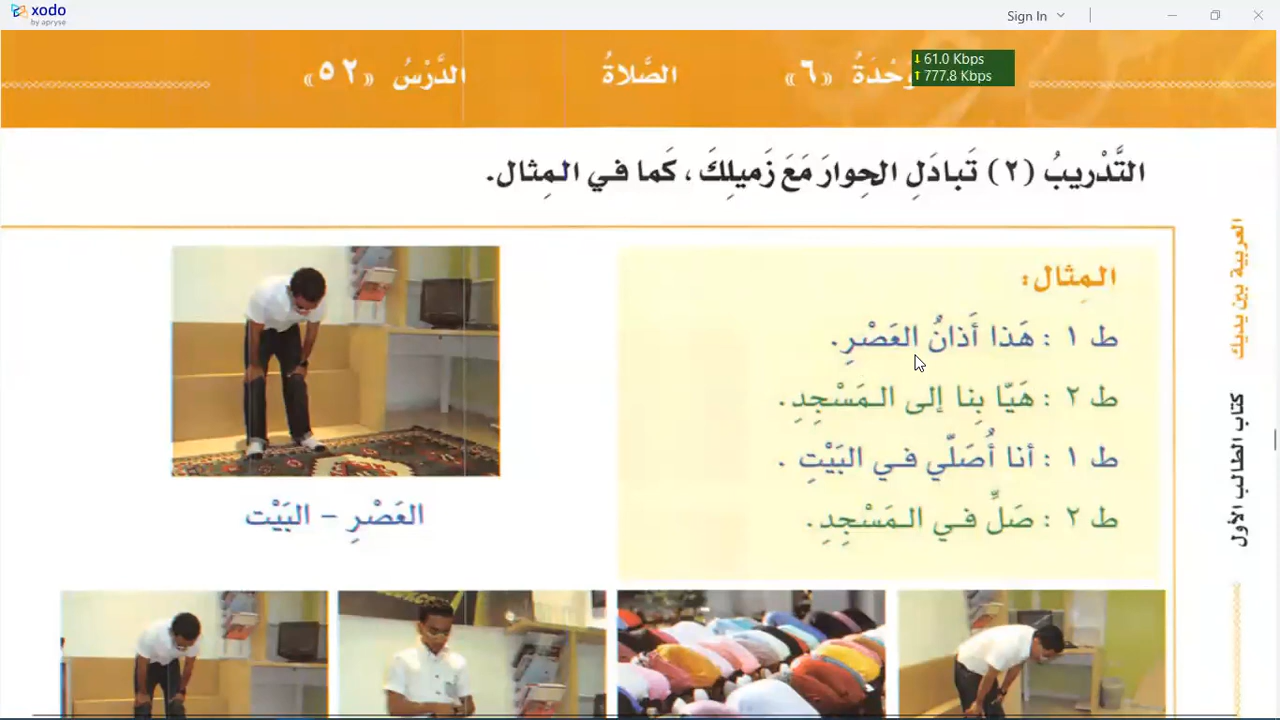 xodo
by apryse
Sign In
61.0 Kbps
777.8 Kbps
الصَّلاةُ
«٦»
الدَّرْسُ «٥٢»
التَّدْريبُ (٢) تَبادَلِ الحِوارَ مَعَ زَميلِكَ ، كَما في المِثال.
المِثال:
ط ١ : هَذا أَذانُ العَصْرِ.
ط ٢ : هَيّا بِنا إلى المَسْجِدِ.
ط ١ : أنا أُصَلّي في البَيْتِ .
ط ٢ : صَلِّ في المَسْجِدِ.
العَصْرِ – البَيْت
العربية بين يديك
كتاب الطالب الأول